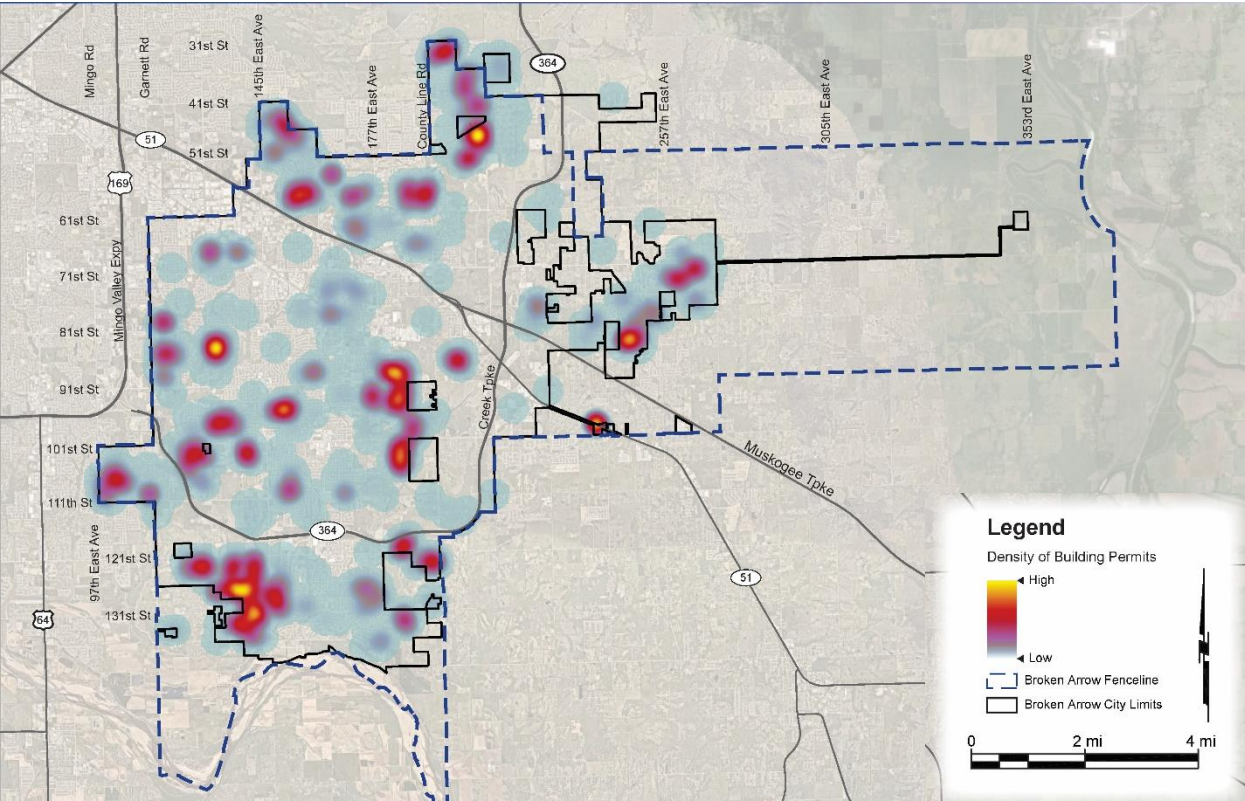 Mingo Rd
Garnett Rd
145th East Ave
177th East Ave
County Line Rd
257th East Ave
305th East Ave
353rd East Ave
31st St
364
41st St
51
51st St
169
61st St
Mingo Valley Expy
71st St
81st St
91st St
Creek Tpke
101st St
Muskogee Tpke
111th St
97th East Ave
364
121st St
51
131st St
64
Legend
Density of Building Permits
High
Low
Broken Arrow Fenceline
Broken Arrow City Limits
0 2 mi 4 mi